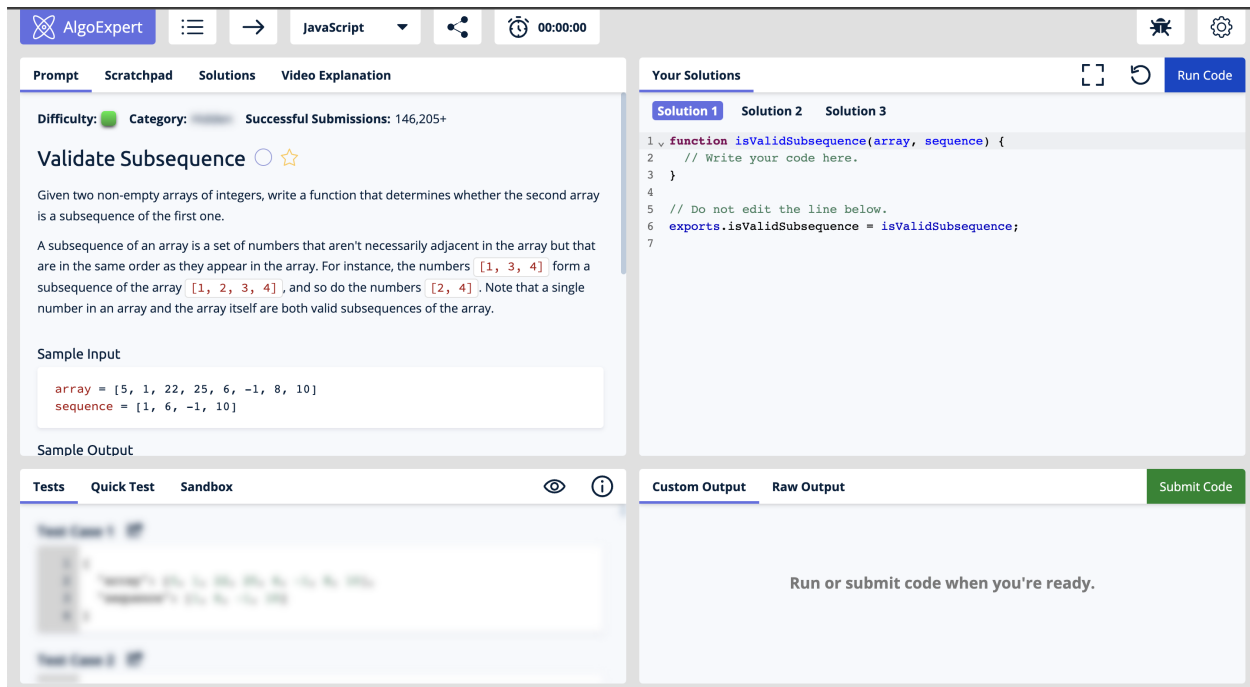 AlgoExpert
JavaScript
00:00:00
Prompt Scratchpad Solutions Video Explanation
Difficulty: Category: Successful Submissions: 146,205+
Validate Subsequence
Given two non-empty arrays of integers, write a function that determines whether the second array
is a subsequence of the first one.
A subsequence of an array is a set of numbers that aren't necessarily adjacent in the array but that
are in the same order as they appear in the array. For instance, the numbers [1, 3, 4] form a
subsequence of the array [1, 2, 3, 4], and so do the numbers [2, 4]. Note that a single
number in an array and the array itself are both valid subsequences of the array.
Sample Input
array = [5, 1, 22, 25, 6, -1, 8, 10]
sequence = [1, 6, -1, 10]
Sample Output
Your Solutions
Run Code
Solution 1 Solution 2 Solution 3
1 function isValidSubsequence(array, sequence) {
2 // Write your code here.
3 }
4
5 // Do not edit the line below.
6 exports.isValidSubsequence = isValidSubsequence;
7
Tests Quick Test Sandbox
Test Case 1
Test Case 2
Custom Output Raw Output
Submit Code
Run or submit code when you're ready.